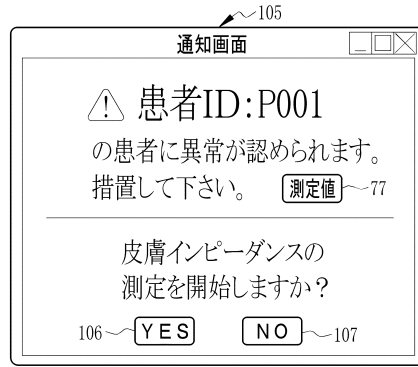 105
通知画面
患者ID:P001
の患者に異常が認められます。
措置して下さい。 測定値 77
皮膚インピーダンスの
測定を開始しますか？
106 YES NO 107